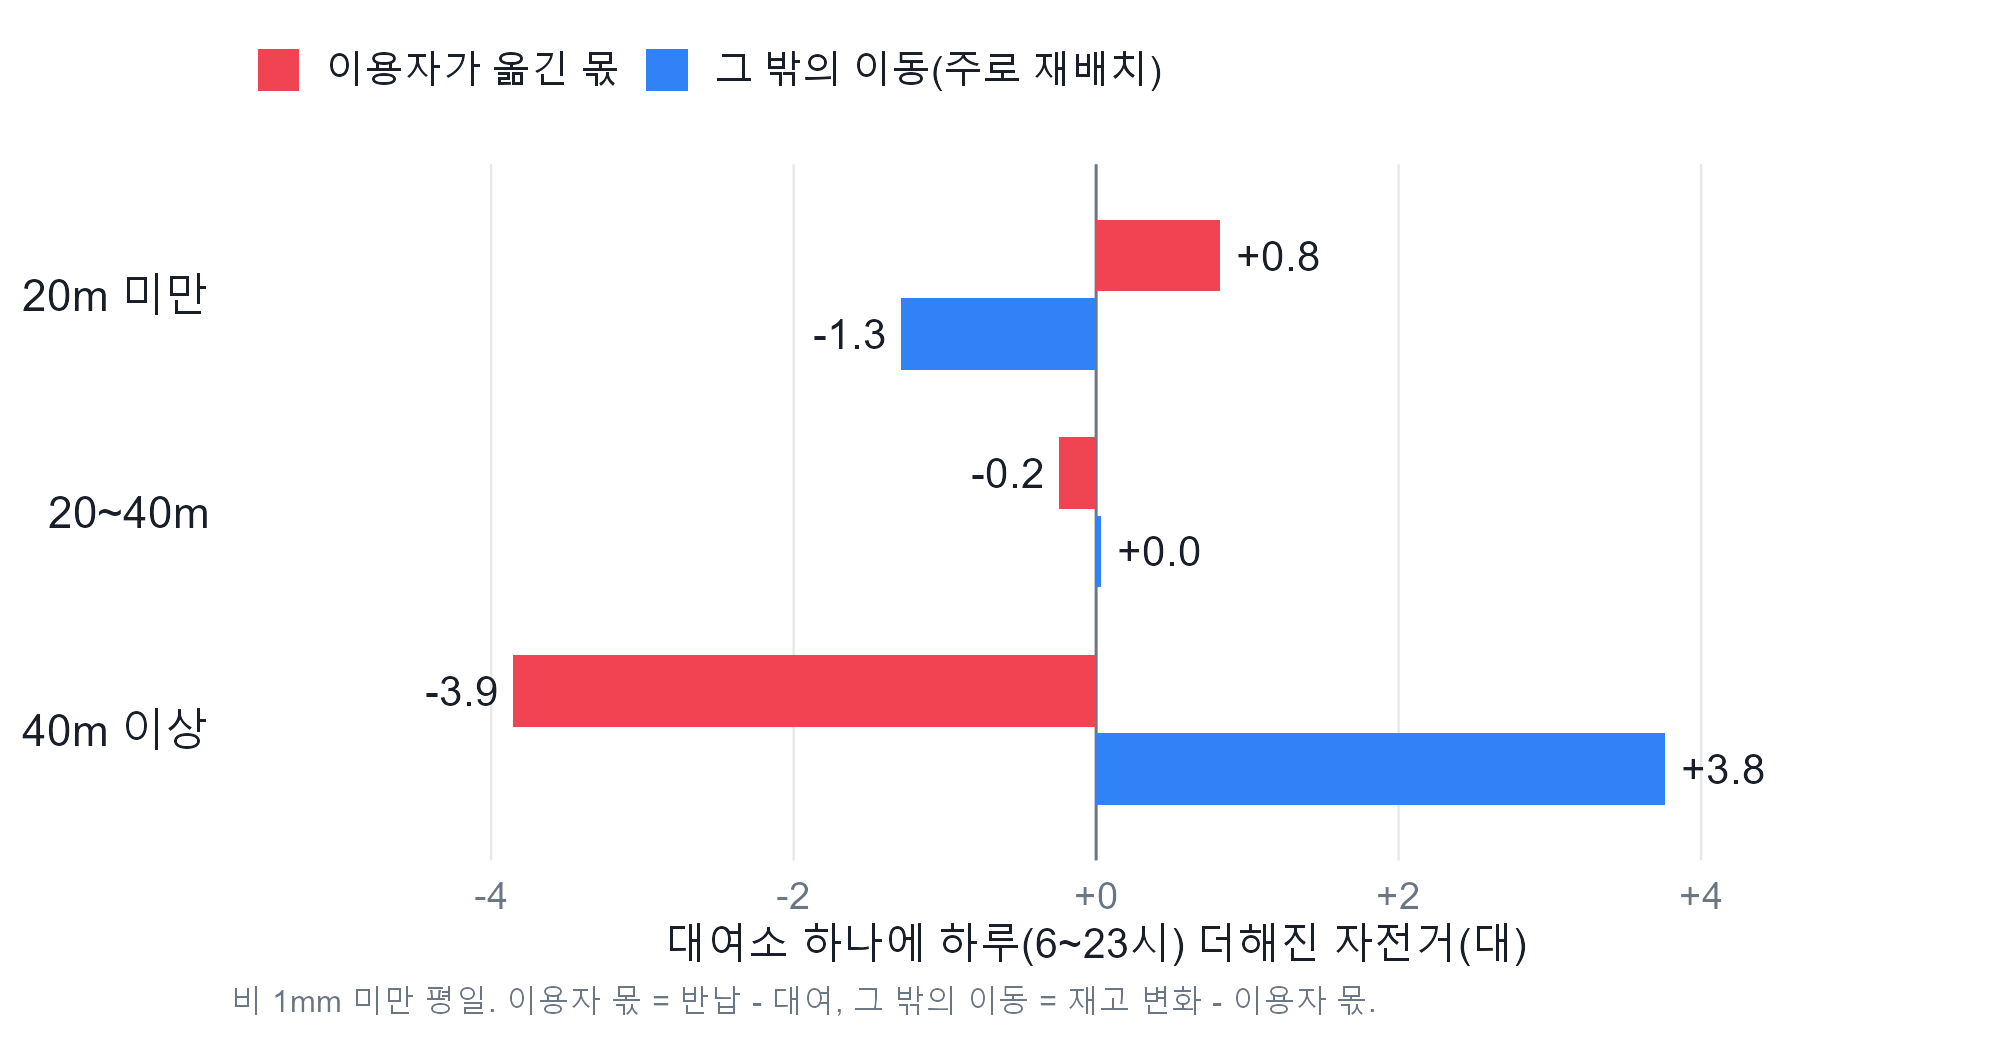 이용자가 옮긴 몫 그 밖의 이동(주로 재배치)
+0.8
20m 미만
-1.3
-0.2
20~40m
+0.0
-3.9
40m 이상
+3.8
-4 -2 +0 +2 +4
대여소 하나에 하루(6~23시) 더해진 자전거(대)
비 1mm 미만 평일. 이용자 몫 = 반납 - 대여, 그 밖의 이동 = 재고 변화 - 이용자 몫.